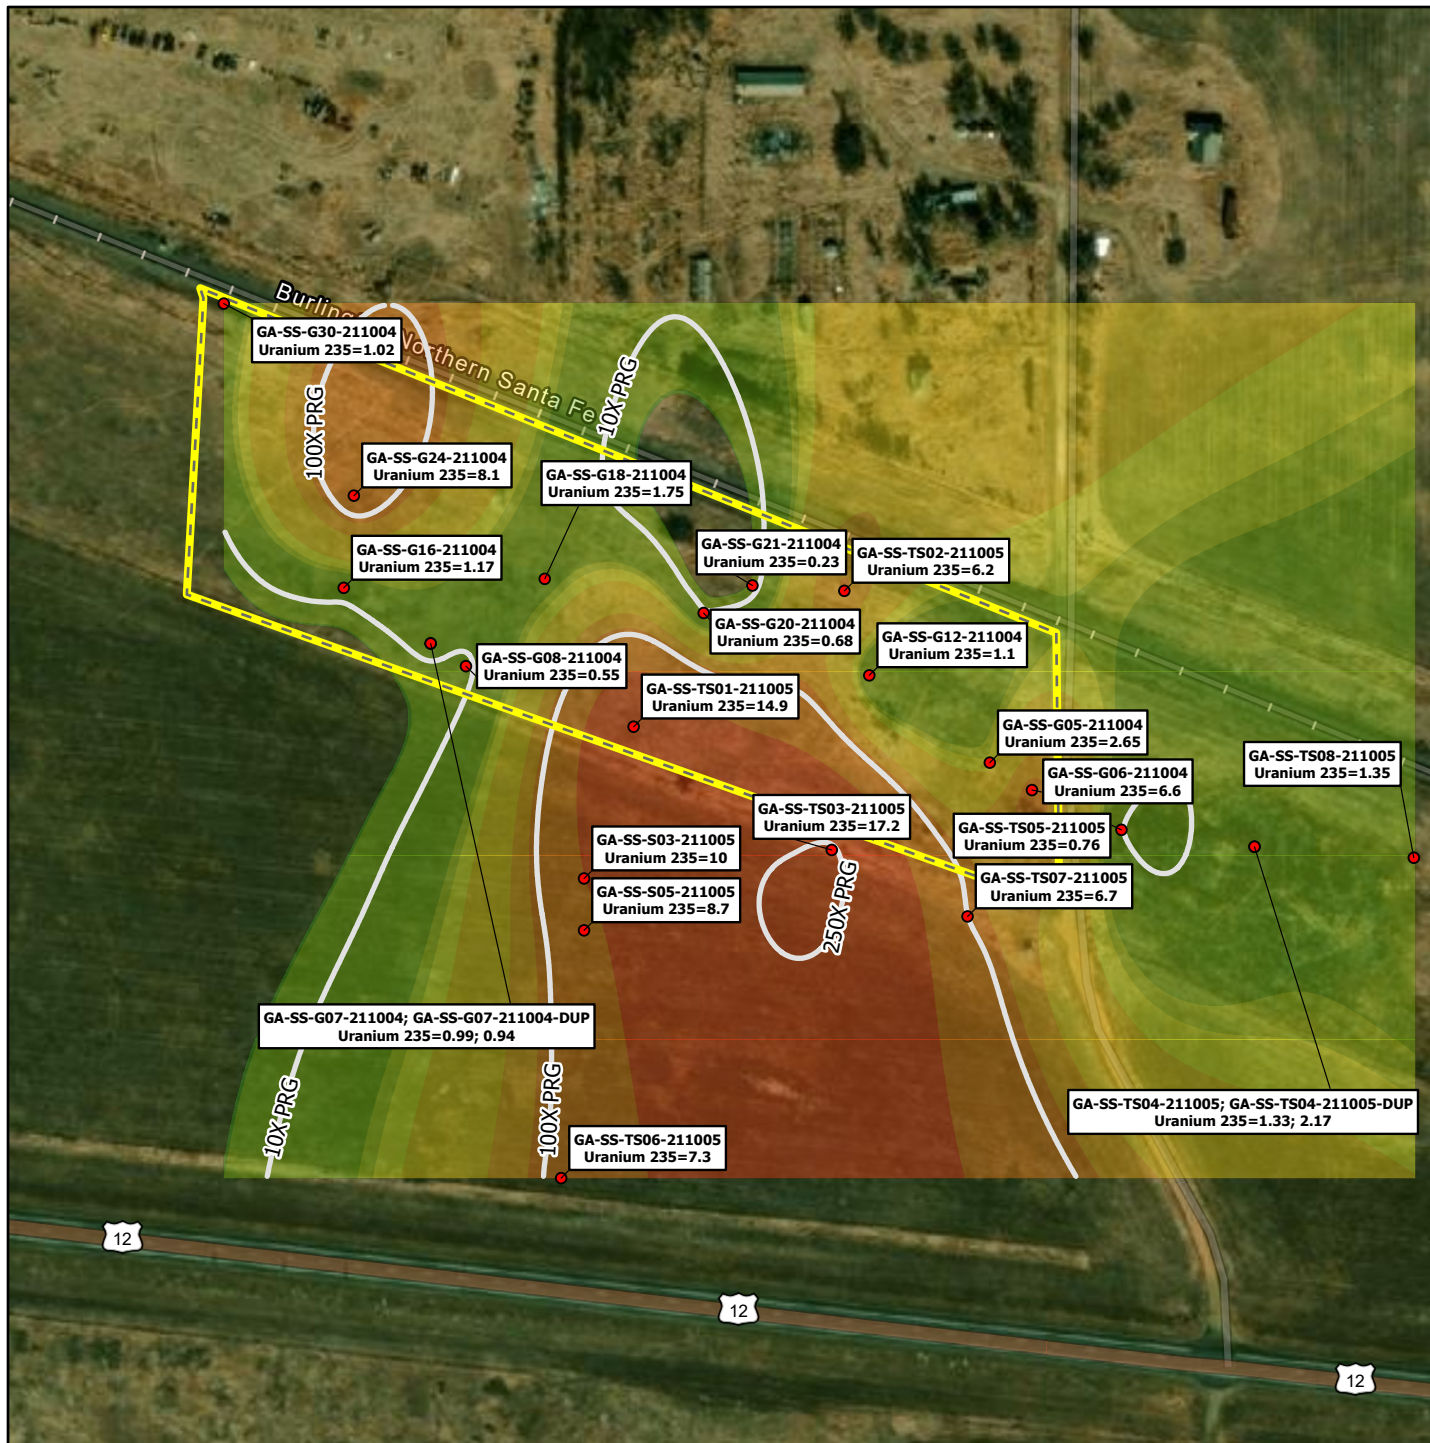 Burling
Northern Santa Fe
GA-SS-G30-211004
Uranium 235=1.02
100X PRG
10X PRG
GA-SS-G24-211004
Uranium 235=8.1
GA-SS-G18-211004
Uranium 235=1.75
GA-SS-G16-211004
Uranium 235=1.17
GA-SS-G21-211004
Uranium 235=0.23
GA-SS-TS02-211005
Uranium 235=6.2
GA-SS-G20-211004
Uranium 235=0.68
GA-SS-G12-211004
Uranium 235=1.1
GA-SS-G08-211004
Uranium 235=0.55
GA-SS-TS01-211005
Uranium 235=14.9
GA-SS-G05-211004
Uranium 235=2.65
GA-SS-TS08-211005
Uranium 235=1.35
GA-SS-G06-211004
Uranium 235=6.6
GA-SS-TS03-211005
Uranium 235=17.2
GA-SS-TS05-211005
Uranium 235=0.76
GA-SS-S03-211005
Uranium 235=10
GA-SS-TS07-211005
Uranium 235=6.7
GA-SS-S05-211005
Uranium 235=8.7
250X PRG
GA-SS-G07-211004; GA-SS-G07-211004-DUP
Uranium 235=0.99; 0.94
10X PRG
100X PRG
GA-SS-TS04-211005; GA-SS-TS04-211005-DUP
Uranium 235=1.33; 2.17
GA-SS-TS06-211005
Uranium 235=7.3
12
12
12